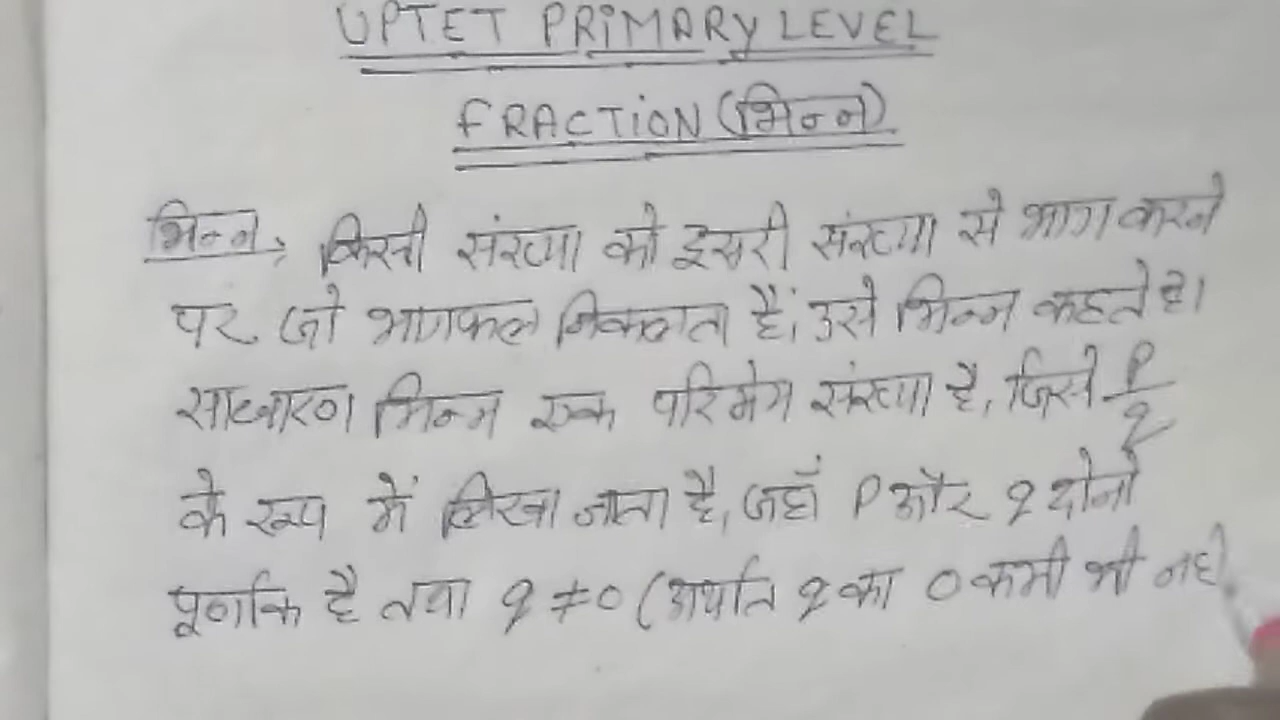 UPTET PRIMARY LEVEL
FRACTION (भिन्न)
भिन्न, किसी संख्या को दूसरी संख्या से भाग करने
पर जो भागफल निकलता हैं, उसे भिन्न कहते है।
साधारण भिन्न एक परिमेय संख्या है, जिसे P/q
के रूप में लिखा जाता है, जहाँ P और q दोनो
पूर्णांक है तथा q ≠ 0 (अर्थात q का 0 कभी भी नही